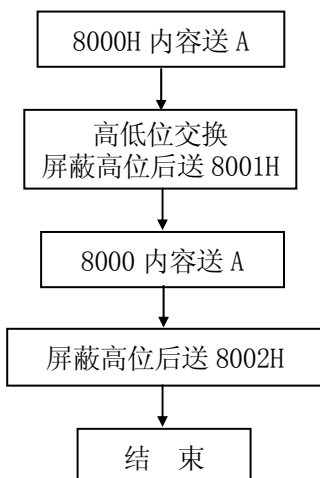 8000H 内容送 A
高低位交换
屏蔽高位后送 8001H
8000 内容送 A
屏蔽高位后送 8002H
结 束